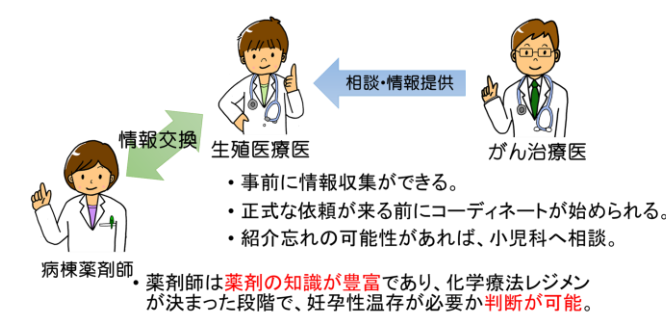 相談・情報提供
情報交換
生殖医療医
がん治療医
・事前に情報収集ができる。
・正式な依頼が来る前にコーディネートが始められる。
・紹介忘れの可能性があれば、小児科へ相談。
病棟薬剤師
・薬剤師は薬剤の知識が豊富であり、化学療法レジメン
が決まった段階で、妊孕性温存が必要か判断が可能。